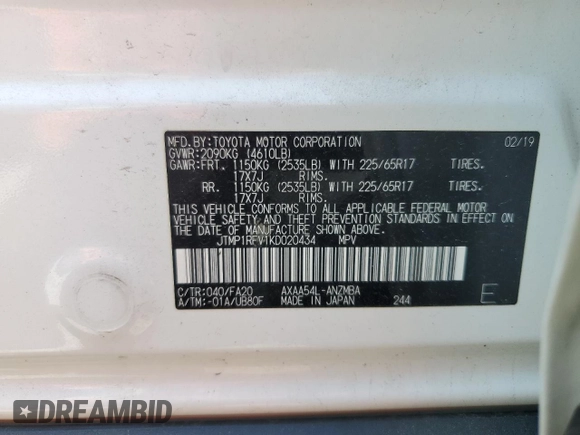 MFD. BY: TOYOTA MOTOR CORPORATION 02/19
GVWR: 2090KG (4610LB)
GAWR: FRT. 1150KG (2535LB) WITH 225/65R17 TIRES.
17X7J RIMS.
RR. 1150KG (2535LB) WITH 225/65R17 TIRES.
17X7J RIMS.
THIS VEHICLE CONFORMS TO ALL APPLICABLE FEDERAL MOTOR
VEHICLE SAFETY AND THEFT PREVENTION STANDARDS IN EFFECT ON
THE DATE OF MANUFACTURE SHOWN ABOVE.
JTMP1RFV1KD020434 MPV
C/TR: 040/FA20 AXAA54L-ANZMBA
A/TM: -01A/UB80F MADE IN JAPAN 244 E
DREAMBID